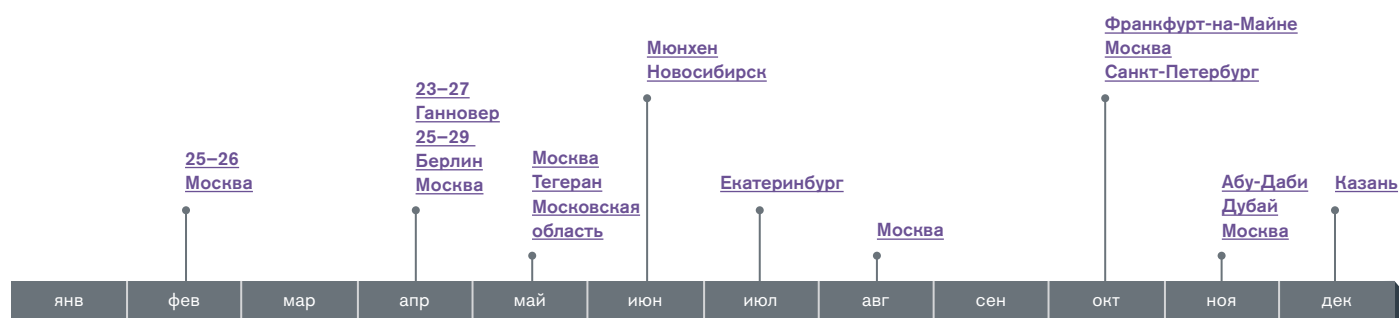 25–26
Москва
23–27
Ганновер
25–29
Берлин
Москва
Москва
Тегеран
Московская
область
Мюнхен
Новосибирск
Екатеринбург
Москва
Франкфурт-на-Майне
Москва
Санкт-Петербург
Абу-Даби
Дубай
Москва
Казань
янв
фев
мар
апр
май
июн
июл
авг
сен
окт
ноя
дек